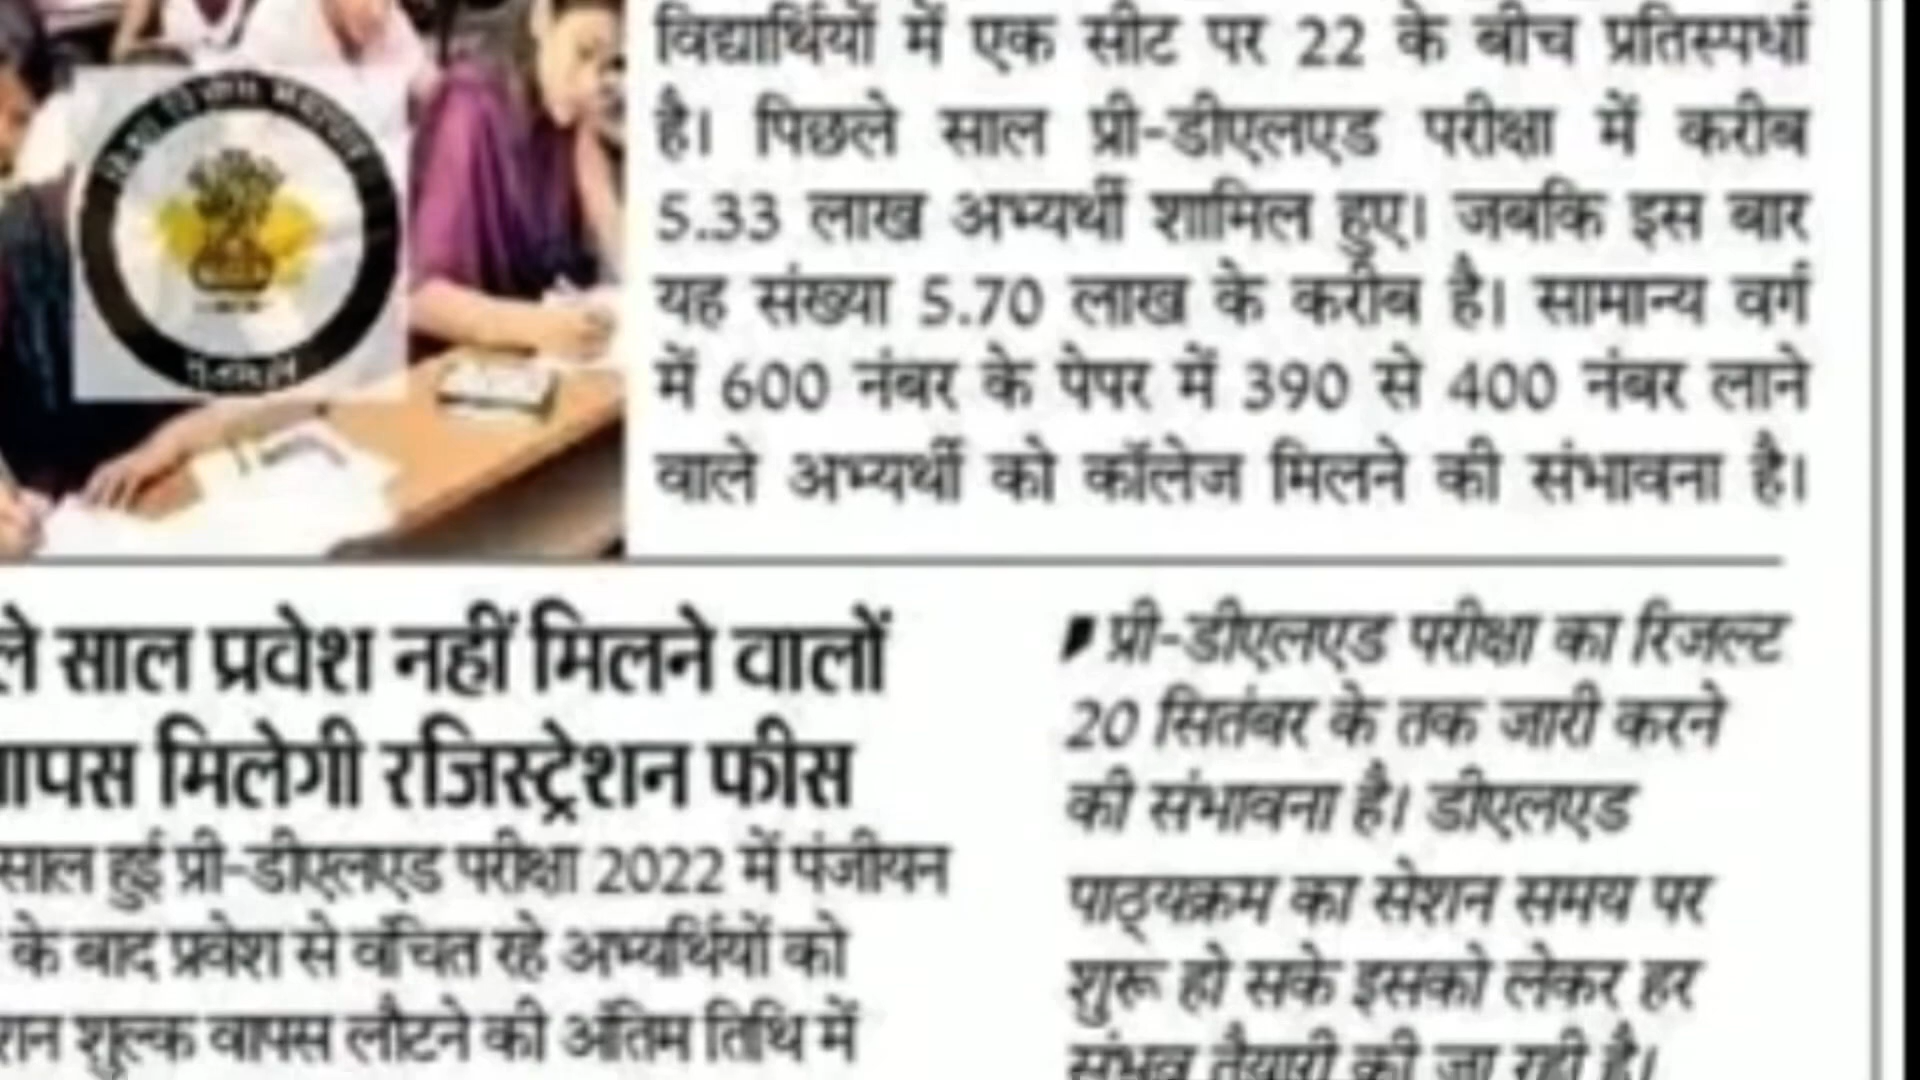 विद्यार्थियों में एक सीट पर 22 के बीच प्रतिस्पर्धा
है। पिछले साल प्री-डीएलएड परीक्षा में करीब
5.33 लाख अभ्यर्थी शामिल हुए। जबकि इस बार
यह संख्या 5.70 लाख के करीब है। सामान्य वर्ग
में 600 नंबर के पेपर में 390 से 400 नंबर लाने
वाले अभ्यर्थी को कॉलेज मिलने की संभावना है।
ले साल प्रवेश नहीं मिलने वालों
ापस मिलेगी रजिस्ट्रेशन फीस
साल हुई प्री-डीएलएड परीक्षा 2022 में पंजीयन
के बाद प्रवेश से वंचित रहे अभ्यर्थियों को
शन शुल्क वापस लौटने की अंतिम तिथि में
प्री-डीएलएड परीक्षा का रिजल्ट
20 सितंबर के तक जारी करने
की संभावना है। डीएलएड
पाठ्यक्रम का सेशन समय पर
शुरू हो सके इसको लेकर हर
संभव तैयारी की जा रही है।